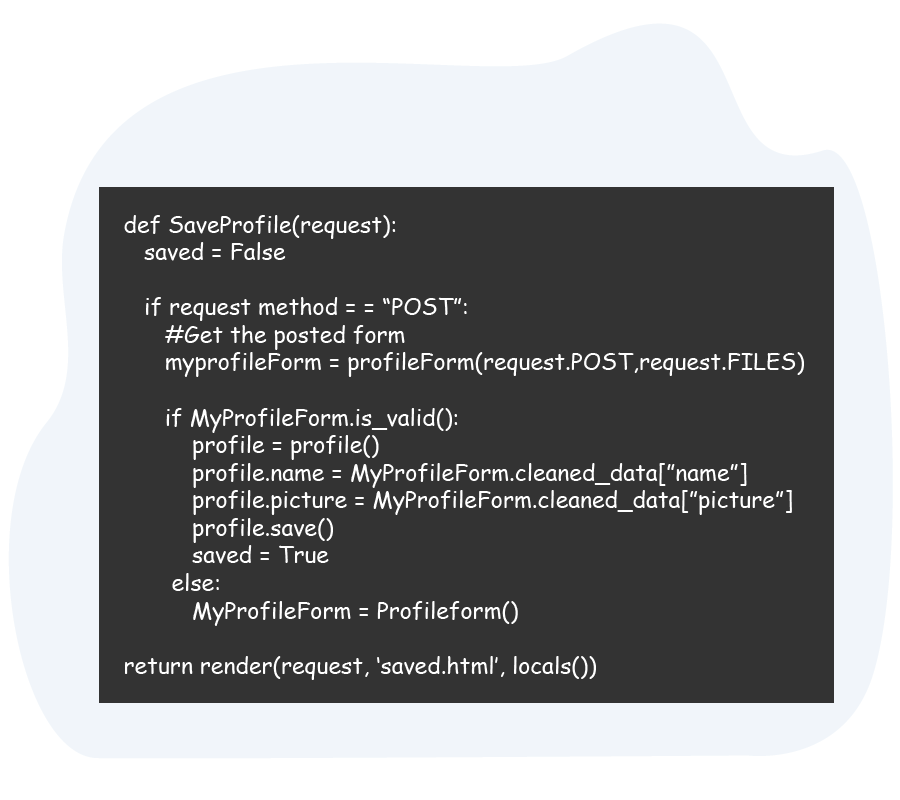 def SaveProfile(request):
saved = False
if request method = = “POST”:
#Get the posted form
myprofileForm = profileForm(request.POST,request.FILES)
if MyProfileForm.is_valid():
profile = profile()
profile.name = MyProfileForm.cleaned_data[”name”]
profile.picture = MyProfileForm.cleaned_data[”picture”]
profile.save()
saved = True
else:
MyProfileForm = Profileform()
return render(request, ‘saved.html’, locals())